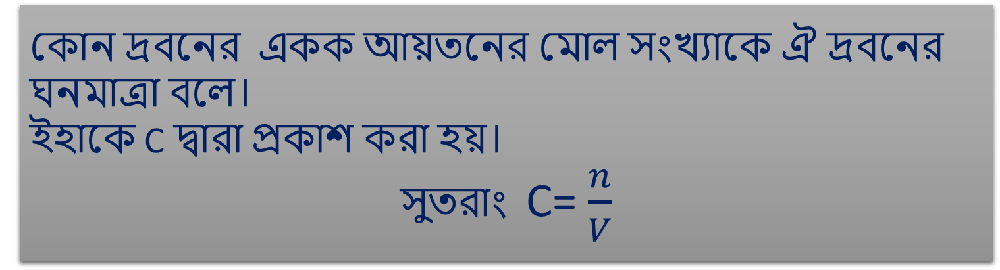 কোন দ্রবনের একক আয়তনের মোল সংখ্যাকে ঐ দ্রবনের
ঘনমাত্রা বলে।
ইহাকে C দ্বারা প্রকাশ করা হয়।
সুতরাং C= n/V